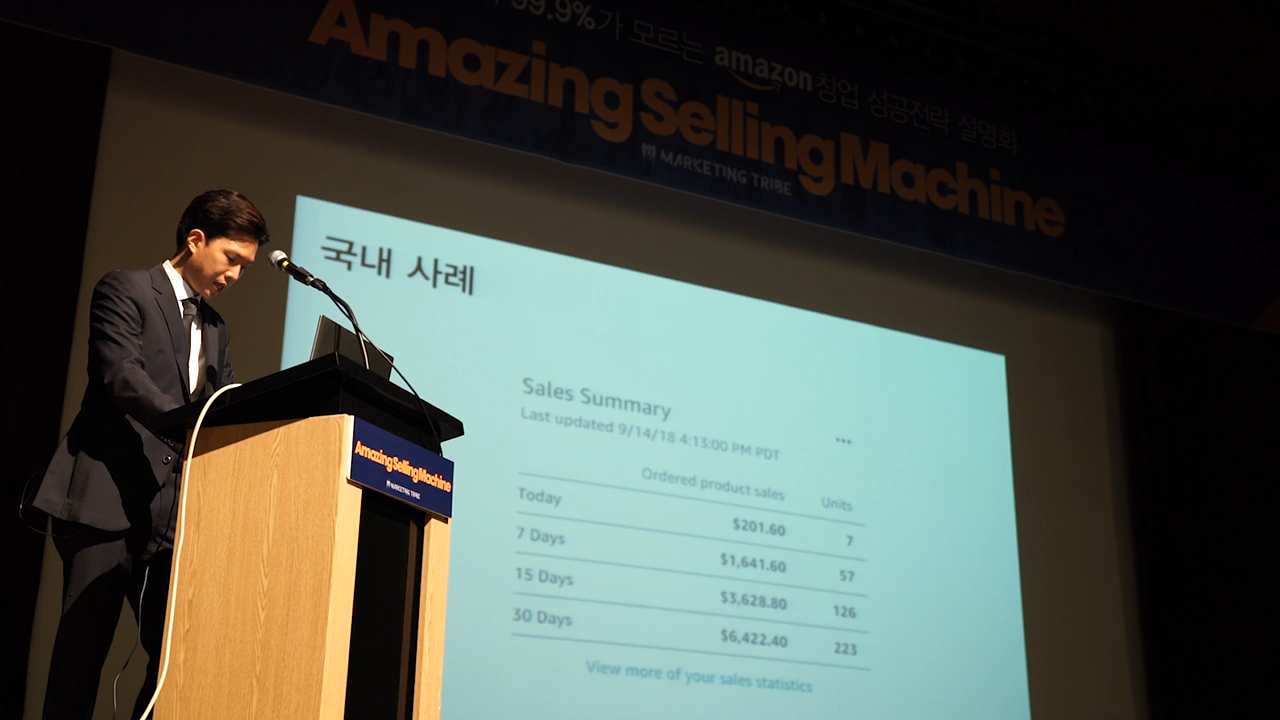 99.9%가 모르는 amazon 창업 성공전략 설명회
AmazingSellingMachine
MARKETING TRIBE
국내 사례
Sales Summary
Last updated 9/14/18 4:13:00 PM PDT
Ordered product sales Units
Today $201.60 7
7 Days $1,641.60 57
15 Days $3,628.80 126
30 Days $6,422.40 223
View more of your sales statistics
AmazingSellingMachine
MARKETING TRIBE